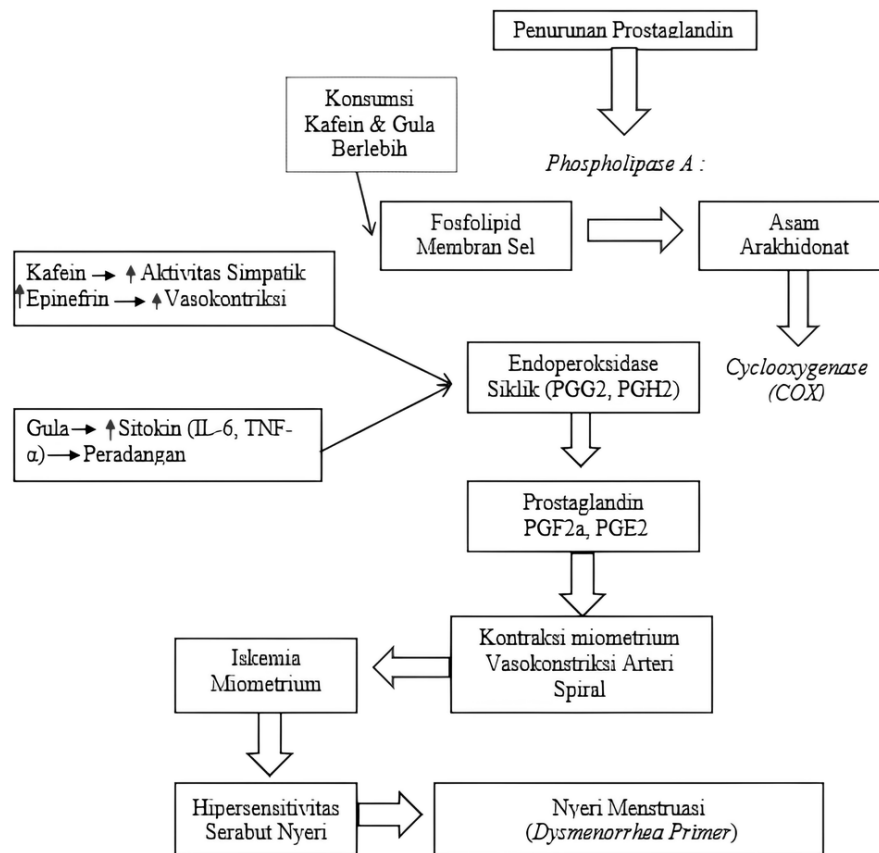 Penurunan Prostaglandin
Konsumsi
Kafein & Gula
Berlebih
Phospholipase A :
Fosfolipid
Membran Sel
Asam
Arakhidonat
Kafein → ↑ Aktivitas Simpatik
↑Epinefrin → ↑ Vasokontriksi
Endoperoksidase
Siklik (PGG2, PGH2)
Cyclooxygenase
(COX)
Gula→ ↑ Sitokin (IL-6, TNF-
α)→Peradangan
Prostaglandin
PGF2a, PGE2
Kontraksi miometrium
Vasokonstriksi Arteri
Spiral
Iskemia
Miometrium
Hipersensitivitas
Serabut Nyeri
Nyeri Menstruasi
(Dysmenorrhea Primer)